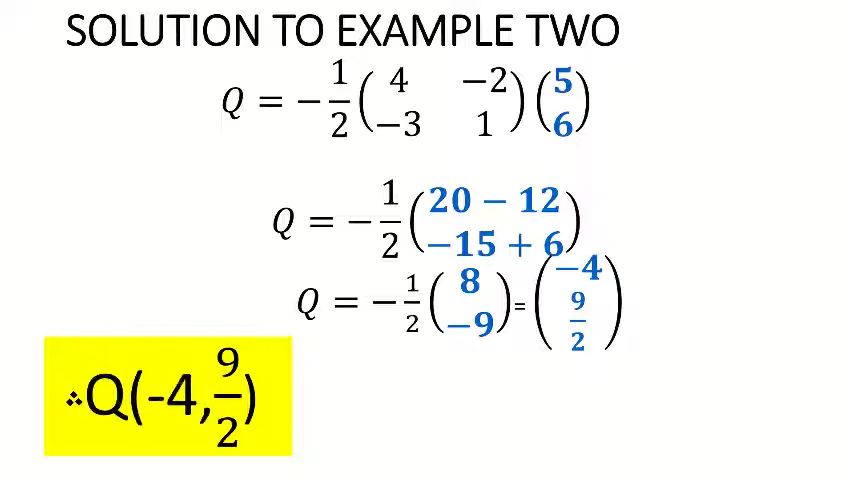 SOLUTION TO EXAMPLE TWO
Q = −1/2 (4 −2; −3 1) (5; 6)
Q = −1/2 (20 − 12; −15 + 6)
Q = −1/2 (8; −9) = (−4; 9/2)
∴Q(-4,9/2)